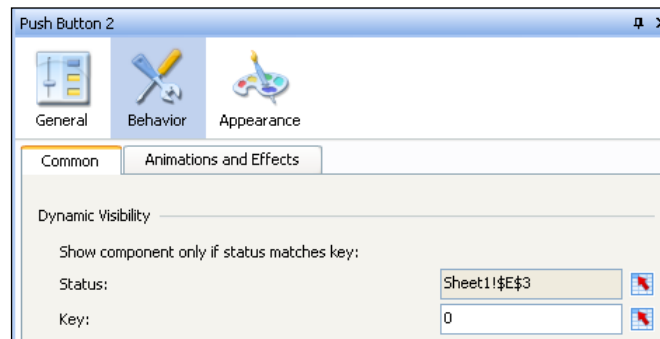 Push Button 2
General Behavior Appearance
Common Animations and Effects
Dynamic Visibility
Show component only if status matches key:
Status: Sheet1!$E$3
Key: 0